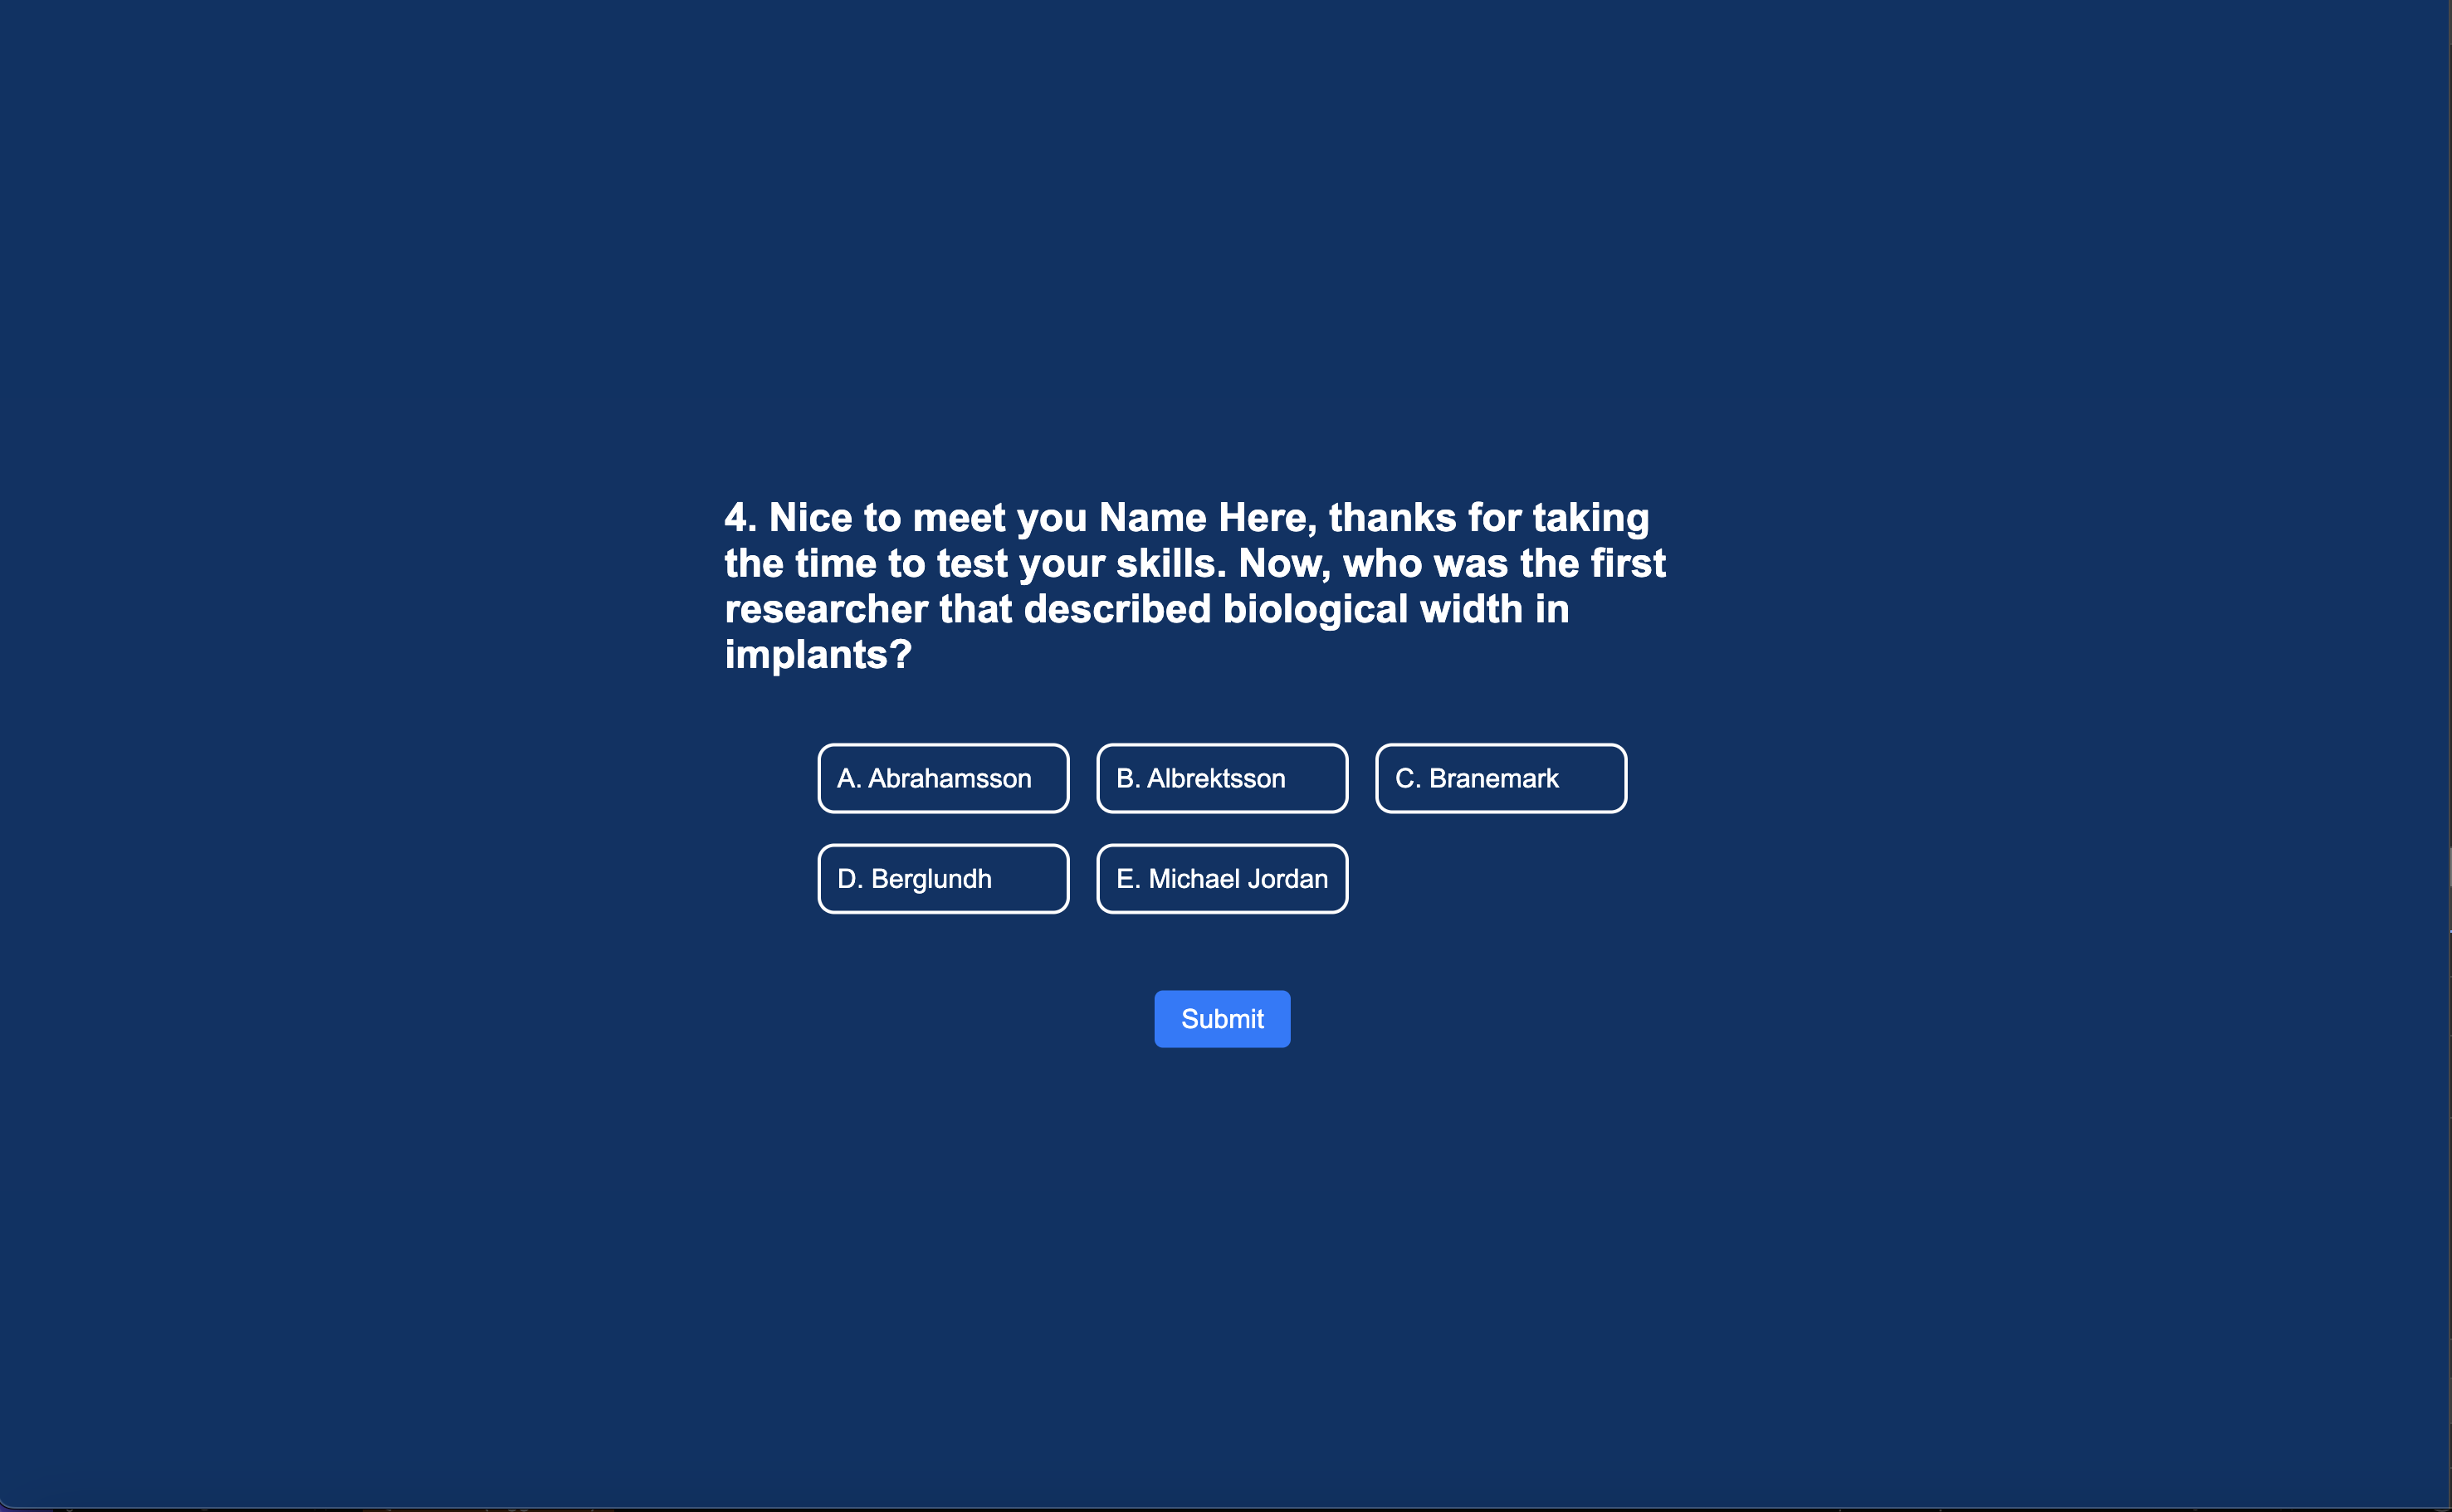 4. Nice to meet you Name Here, thanks for taking
the time to test your skills. Now, who was the first
researcher that described biological width in
implants?
A. Abrahamsson
B. Albrektsson
C. Branemark
D. Berglundh
E. Michael Jordan
Submit